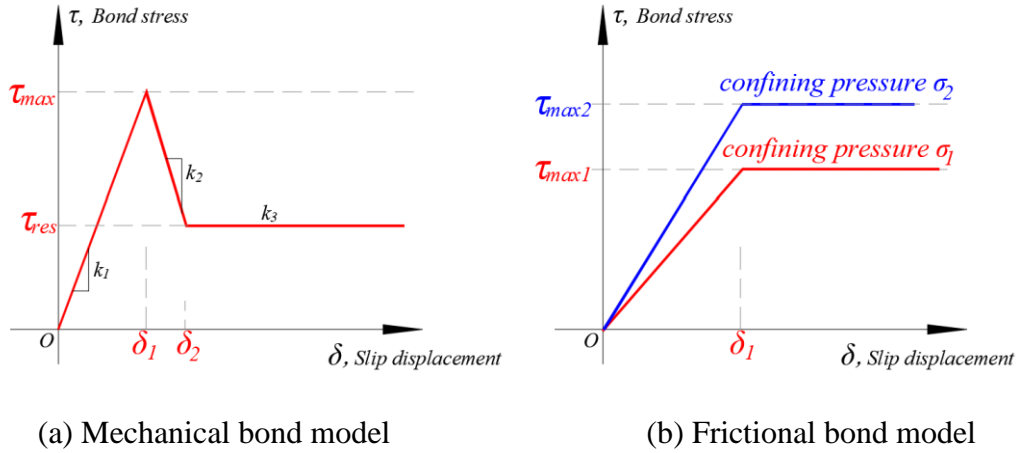 τ, Bond stress
τmax
k2
τres
k3
k1
O
δ1
δ2
δ, Slip displacement
(a) Mechanical bond model
τ, Bond stress
confining pressure σ2
τmax2
confining pressure σ1
τmax1
O
δ1
δ, Slip displacement
(b) Frictional bond model